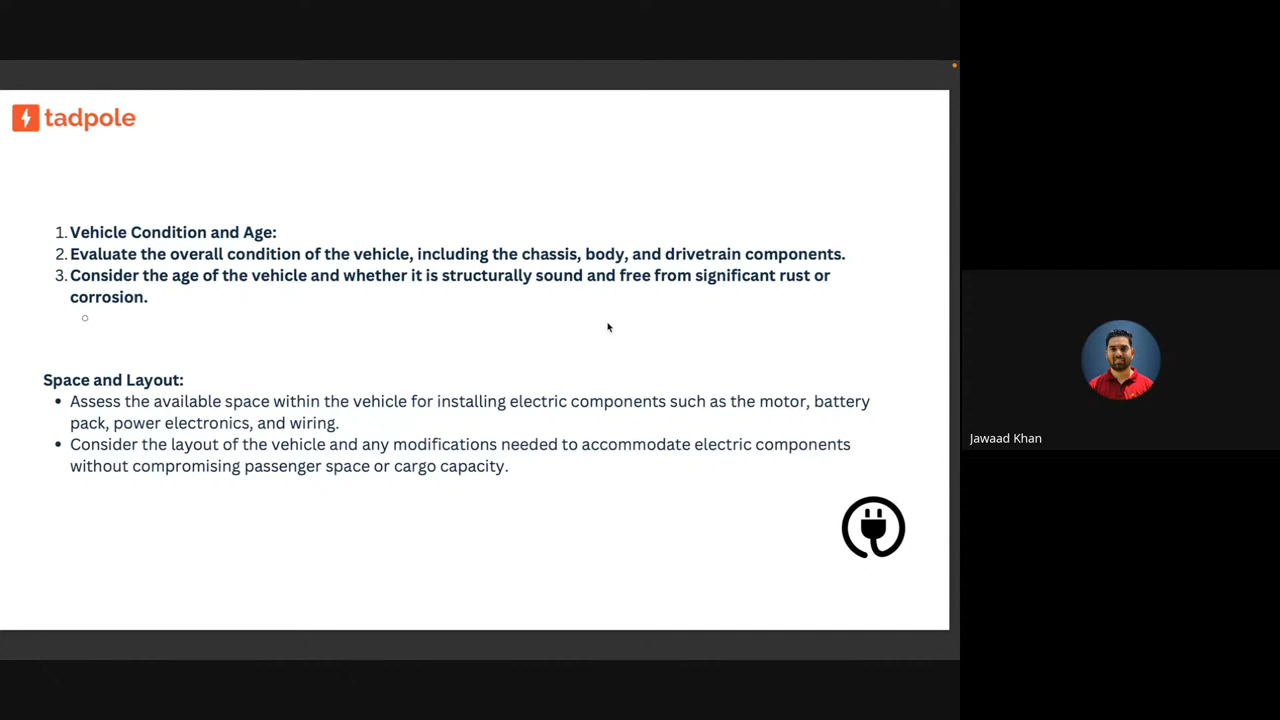 tadpole
1. Vehicle Condition and Age:
2. Evaluate the overall condition of the vehicle, including the chassis, body, and drivetrain components.
3. Consider the age of the vehicle and whether it is structurally sound and free from significant rust or
corrosion.
Space and Layout:
• Assess the available space within the vehicle for installing electric components such as the motor, battery
pack, power electronics, and wiring.
• Consider the layout of the vehicle and any modifications needed to accommodate electric components
without compromising passenger space or cargo capacity.
Jawaad Khan